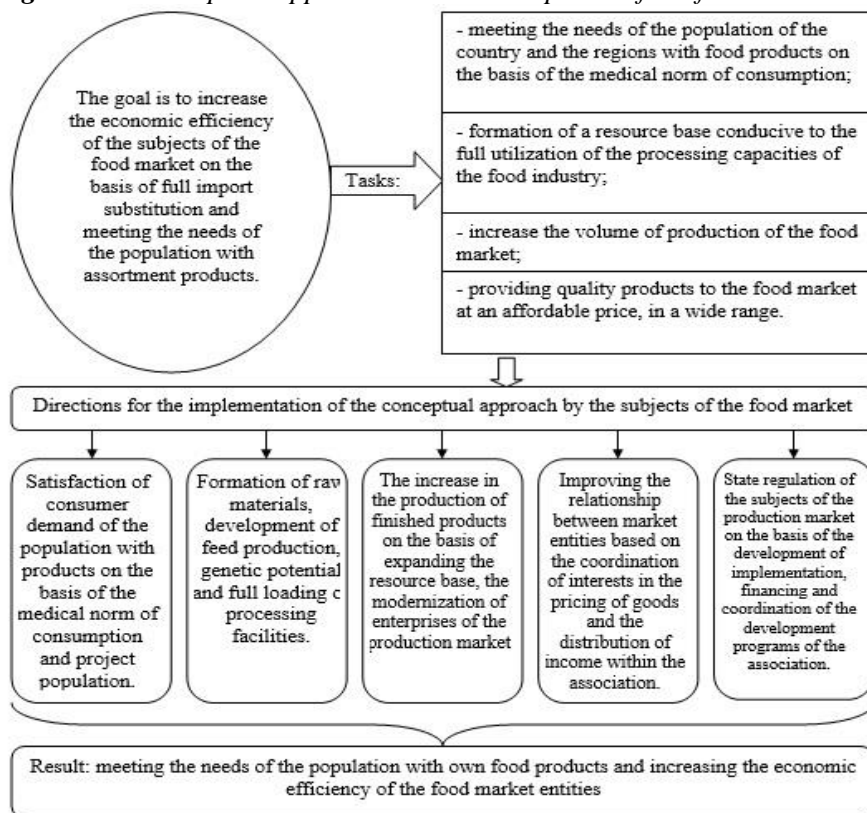 The goal is to increase
the economic efficiency
of the subjects of the
food market on the
basis of full import
substitution and
meeting the needs of
the population with
assortment products.
Tasks:
- meeting the needs of the population of the
country and the regions with food products on
the basis of the medical norm of consumption;
- formation of a resource base conducive to the
full utilization of the processing capacities of
the food industry;
- increase the volume of production of the food
market;
- providing quality products to the food market
at an affordable price, in a wide range.
Directions for the implementation of the conceptual approach by the subjects of the food market
Satisfaction of
consumer
demand of the
population with
products on the
basis of the
medical norm of
consumption
and project
population.
Formation of raw
materials,
development of
feed production,
genetic potential
and full loading o
processing
facilities.
The increase in
the production of
finished products
on the basis of
expanding the
resource base, the
modernization of
enterprises of the
production market
Improving the
relationship
between market
entities based on
the coordination
of interests in the
pricing of goods
and the
distribution of
income within the
association.
State regulation of
the subjects of the
production market
on the basis of the
development of
implementation,
financing and
coordination of the
development
programs of the
association.
Result: meeting the needs of the population with own food products and increasing the economic
efficiency of the food market entities